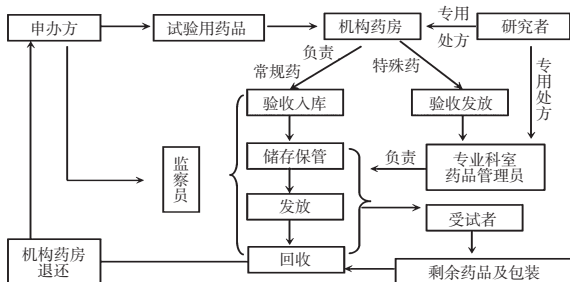 申办方
试验用药品
机构药房
专用
处方
研究者
负责
常规药
特殊药
专用处方
验收入库
验收发放
监察员
储存保管
负责
专业科室
药品管理员
发放
受试者
机构药房
退还
回收
剩余药品及包装